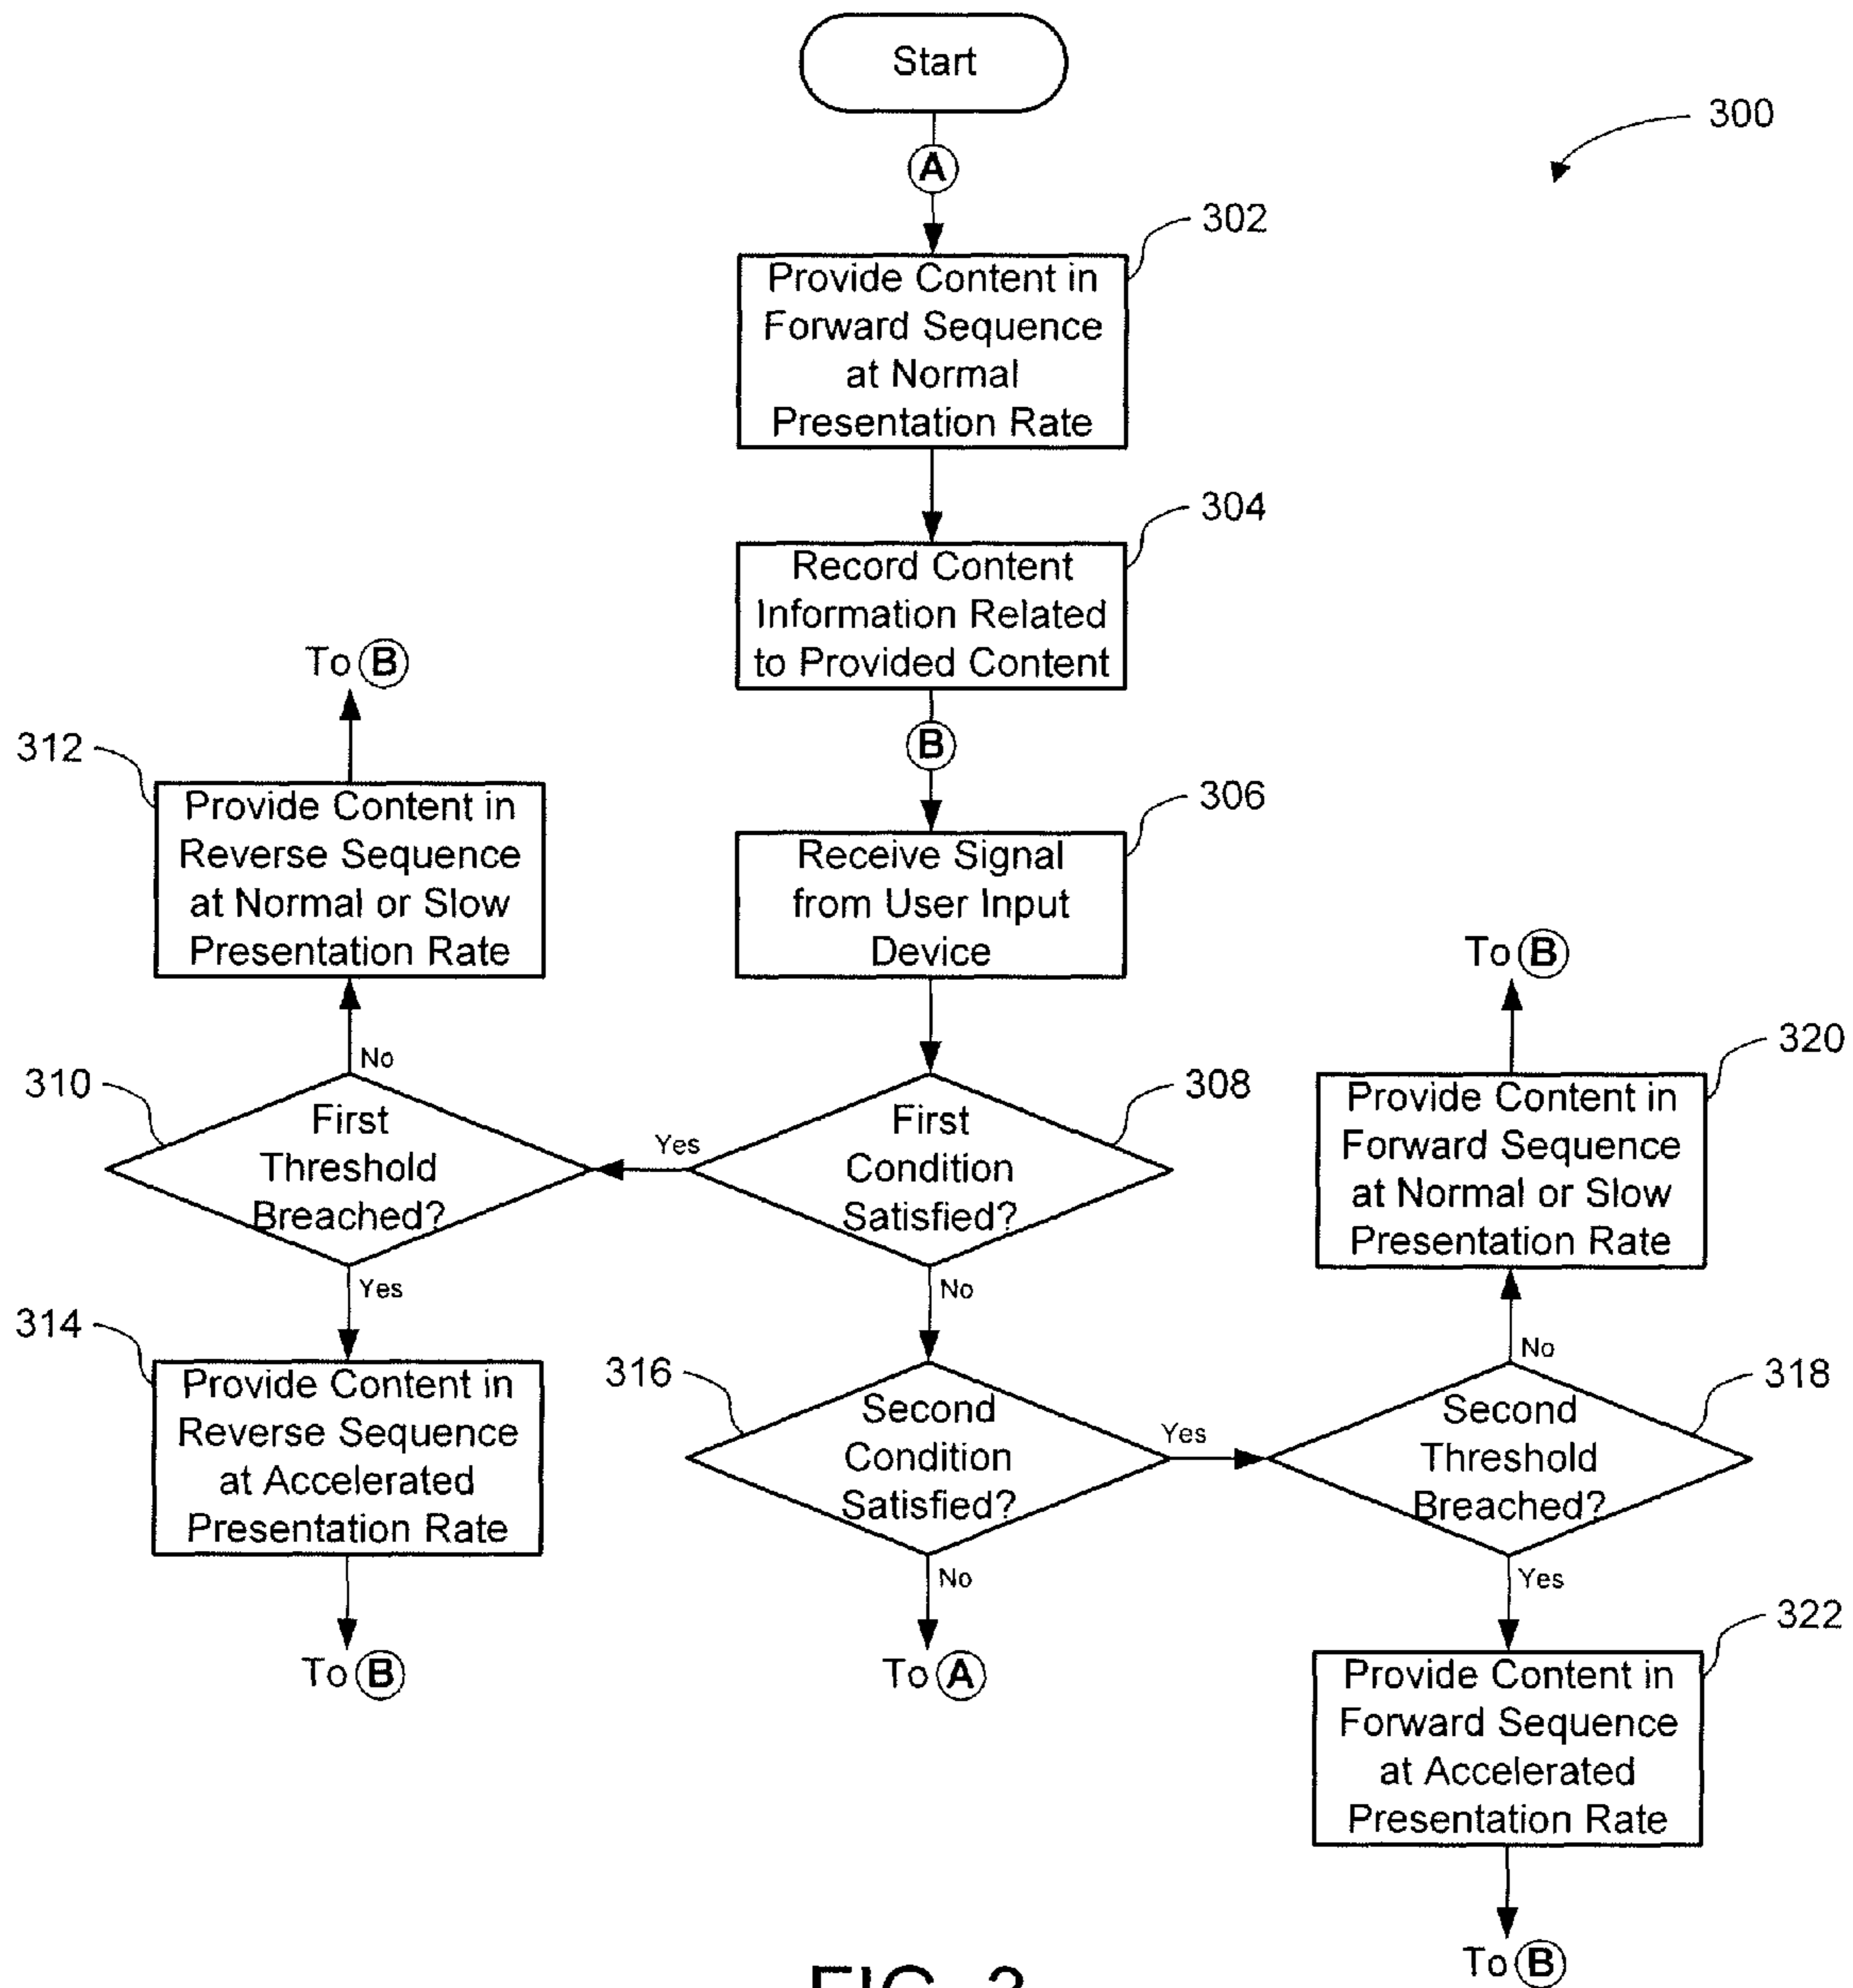 Start
300
A
302
Provide Content in
Forward Sequence
at Normal
Presentation Rate
304
Record Content
Information Related
to Provided Content
To B
B
312
306
Provide Content in
Reverse Sequence
at Normal or Slow
Presentation Rate
Receive Signal
from User Input
Device
To B
No
310
308
320
First
Threshold
Breached?
Yes
First
Condition
Satisfied?
Provide Content in
Forward Sequence
at Normal or Slow
Presentation Rate
Yes
No
314
316
No
318
Provide Content in
Reverse Sequence
at Accelerated
Presentation Rate
Second
Condition
Satisfied?
Yes
Second
Threshold
Breached?
No
Yes
322
To B
To A
Provide Content in
Forward Sequence
at Accelerated
Presentation Rate
To B